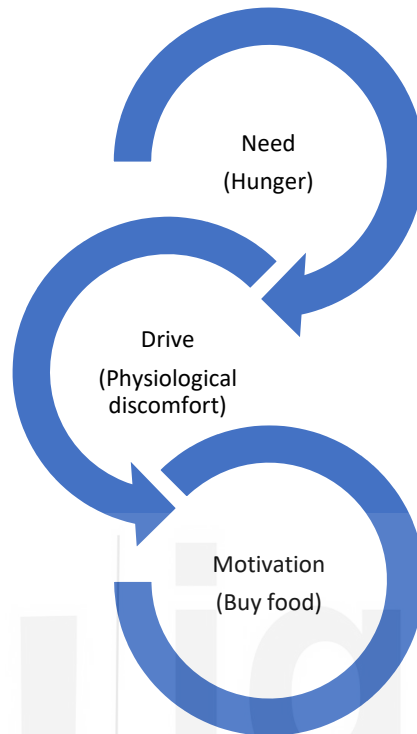 Need
(Hunger)
Drive
(Physiological
discomfort)
Motivation
(Buy food)